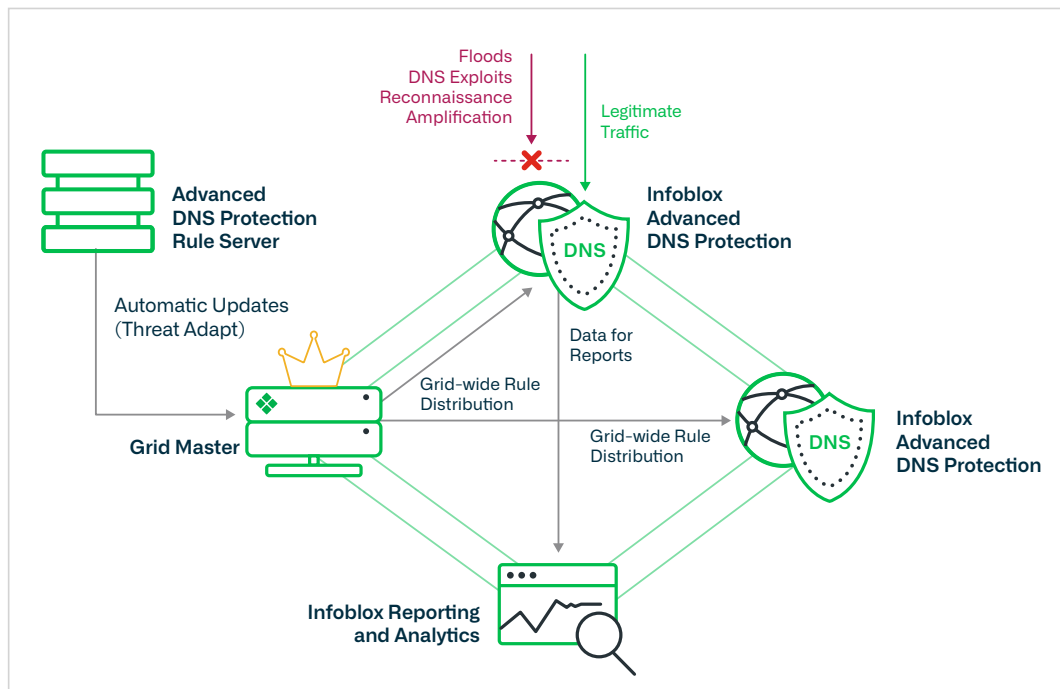 Floods
DNS Exploits
Reconnaissance
Amplification
Legitimate
Traffic
Advanced
DNS Protection
Rule Server
Infoblox
Advanced
DNS Protection
DNS
Automatic Updates
(Threat Adapt)
Data for
Reports
Grid-wide Rule
Distribution
Grid Master
Grid-wide Rule
Distribution
DNS
Infoblox
Advanced
DNS Protection
Infoblox Reporting
and Analytics